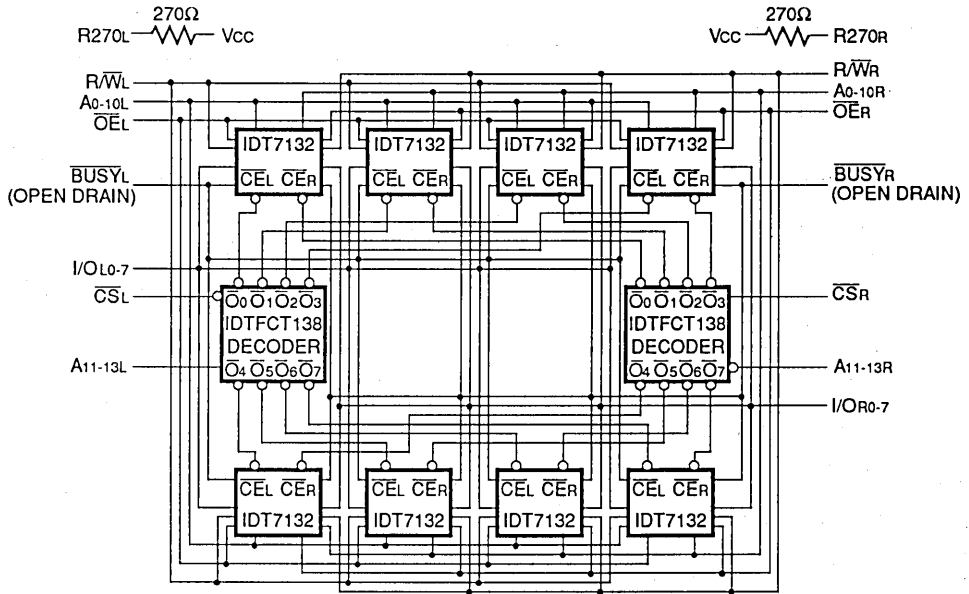 270Ω 270Ω
R270L VCC VCC R270R
R/W̅L R/W̅R
A0-10L A0-10R
O̅E̅L O̅E̅R
IDT7132 IDT7132 IDT7132 IDT7132
C̅E̅L C̅E̅R C̅E̅L C̅E̅R C̅E̅L C̅E̅R C̅E̅L C̅E̅R
B̅U̅S̅Y̅L B̅U̅S̅Y̅R
(OPEN DRAIN) (OPEN DRAIN)
I/OL0-7
C̅S̅L C̅S̅R
O̅0 O̅1 O̅2 O̅3 O̅0 O̅1 O̅2 O̅3
IDTFCT138 IDTFCT138
DECODER DECODER
O̅4 O̅5 O̅6 O̅7 O̅4 O̅5 O̅6 O̅7
A11-13L A11-13R
I/OR0-7
C̅E̅L C̅E̅R C̅E̅L C̅E̅R C̅E̅L C̅E̅R C̅E̅L C̅E̅R
IDT7132 IDT7132 IDT7132 IDT7132